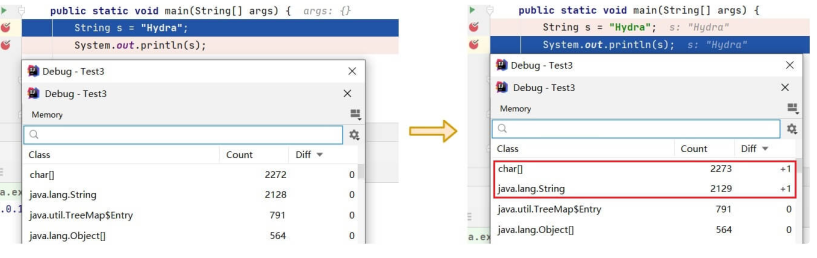 public static void main(String[] args) { args: {}
String s = "Hydra";
System.out.println(s);
Debug - Test3
Debug - Test3
Memory
Class Count Diff
char[] 2272 0
java.lang.String 2128 0
java.util.TreeMap$Entry 791 0
java.lang.Object[] 564 0
a.ex
.0.1
public static void main(String[] args) {
String s = "Hydra"; s: "Hydra"
System.out.println(s); s: "Hydra"
Debug - Test3
Debug - Test3
Memory
Class Count Diff
char[] 2273 +1
java.lang.String 2129 +1
java.util.TreeMap$Entry 791 0
java.lang.Object[] 564 0
a.ex